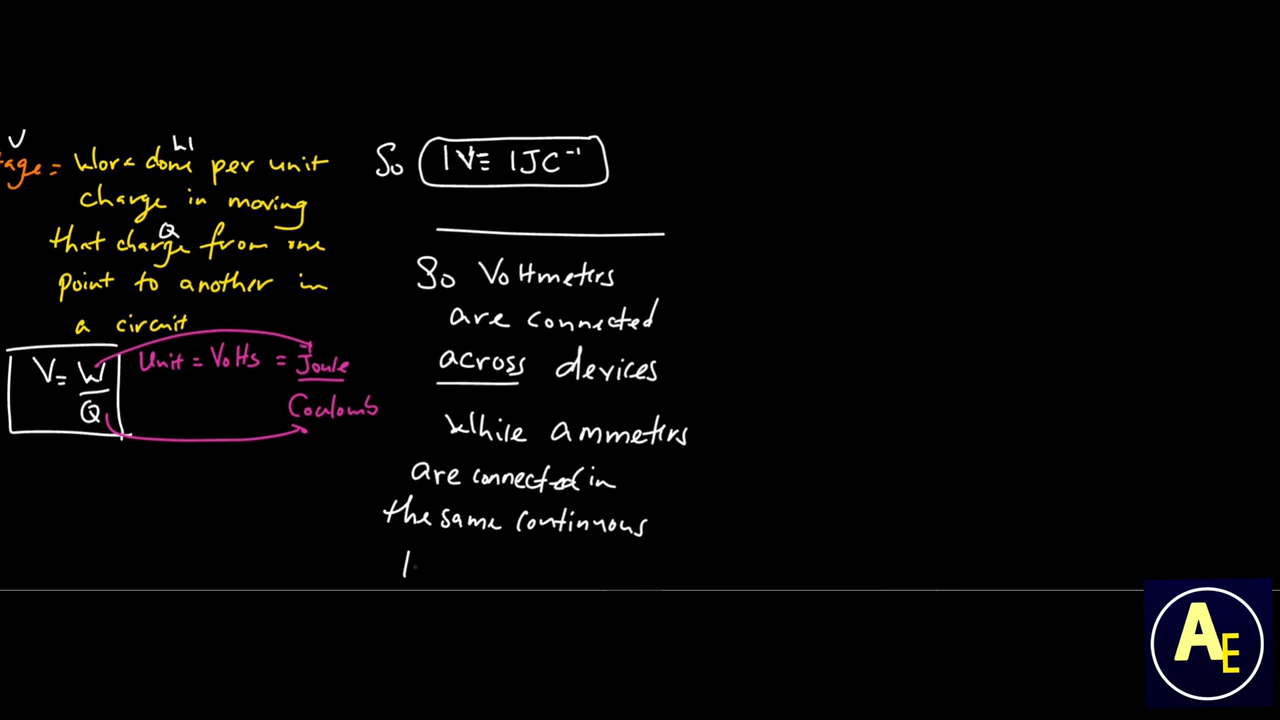 V
tage = Work done per unit
W
charge in moving
that charge from one
Q
point to another in
a circuit
V = W
Q
Unit = Volts = Joule
Coulomb
So 1V ≡ 1JC⁻¹
So Voltmeters
are connected
across devices
While ammeters
are connected in
the same continuous
AE